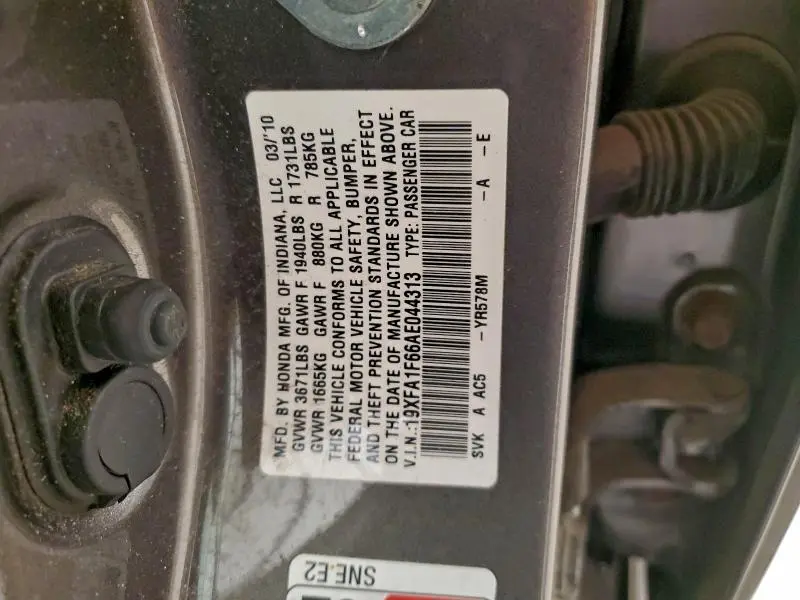 MFD. BY HONDA MFG. OF INDIANA, LLC 03/'10
GVWR 3671LBS GAWR F 1940LBS R 1731LBS
GVWR 1665KG GAWR F 880KG R 785KG
THIS VEHICLE CONFORMS TO ALL APPLICABLE
FEDERAL MOTOR VEHICLE SAFETY, BUMPER,
AND THEFT PREVENTION STANDARDS IN EFFECT
ON THE DATE OF MANUFACTURE SHOWN ABOVE.
V.I.N.:19XFA1F66AE044313 TYPE: PASSENGER CAR
SVK A AC5 -YR578M -A -E
SNE.E2